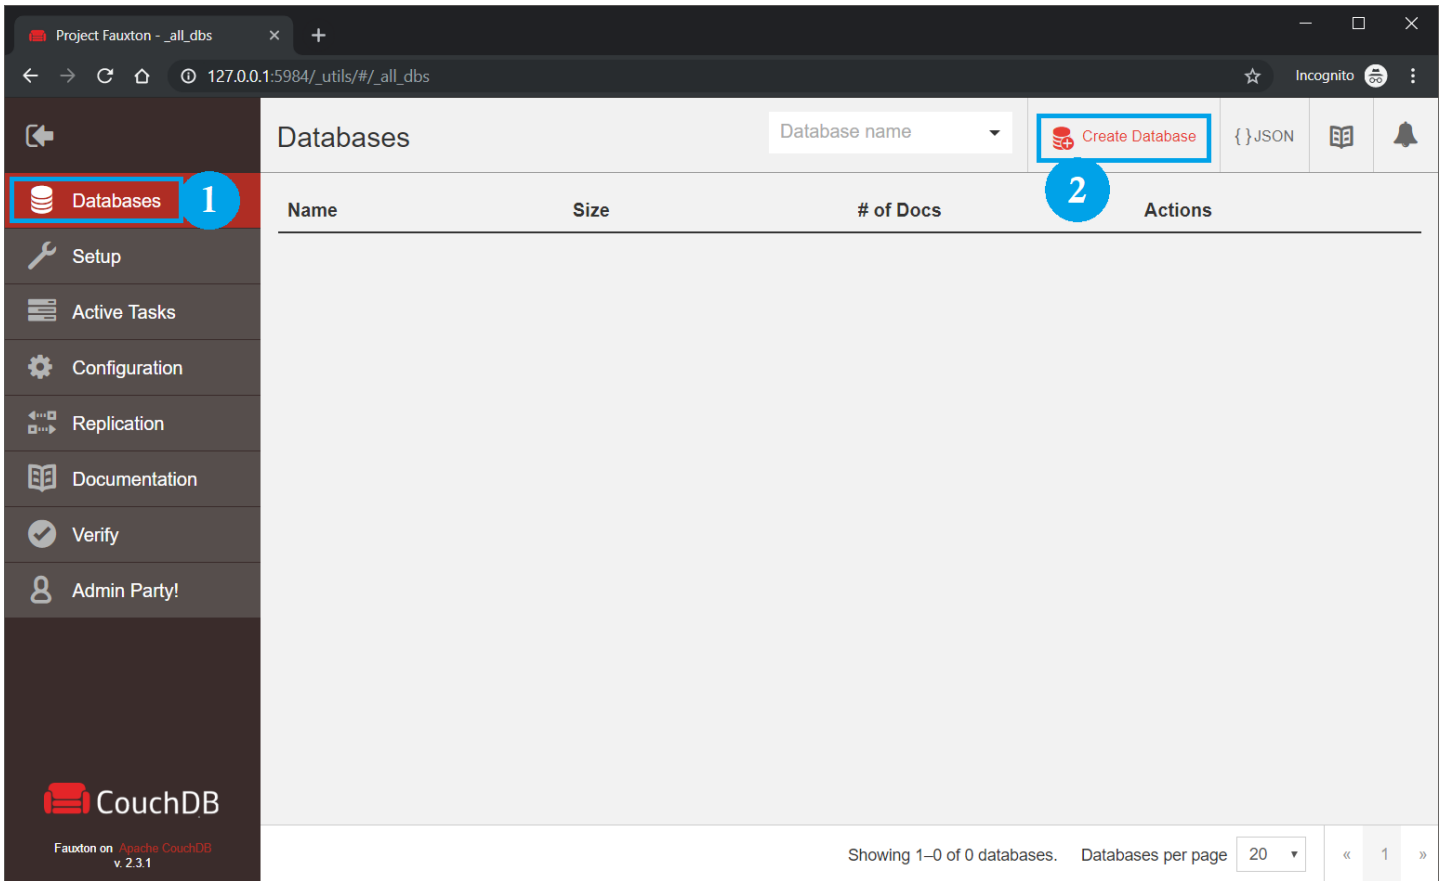 Project Fauxton - _all_dbs
127.0.0.1:5984/_utils/#/_all_dbs
Incognito
Databases
Database name
Create Database
{ } JSON
Databases
1
2
Name Size # of Docs Actions
Setup
Active Tasks
Configuration
Replication
Documentation
Verify
Admin Party!
CouchDB
Fauxton on Apache CouchDB
v. 2.3.1
Showing 1–0 of 0 databases. Databases per page 20 « 1 »